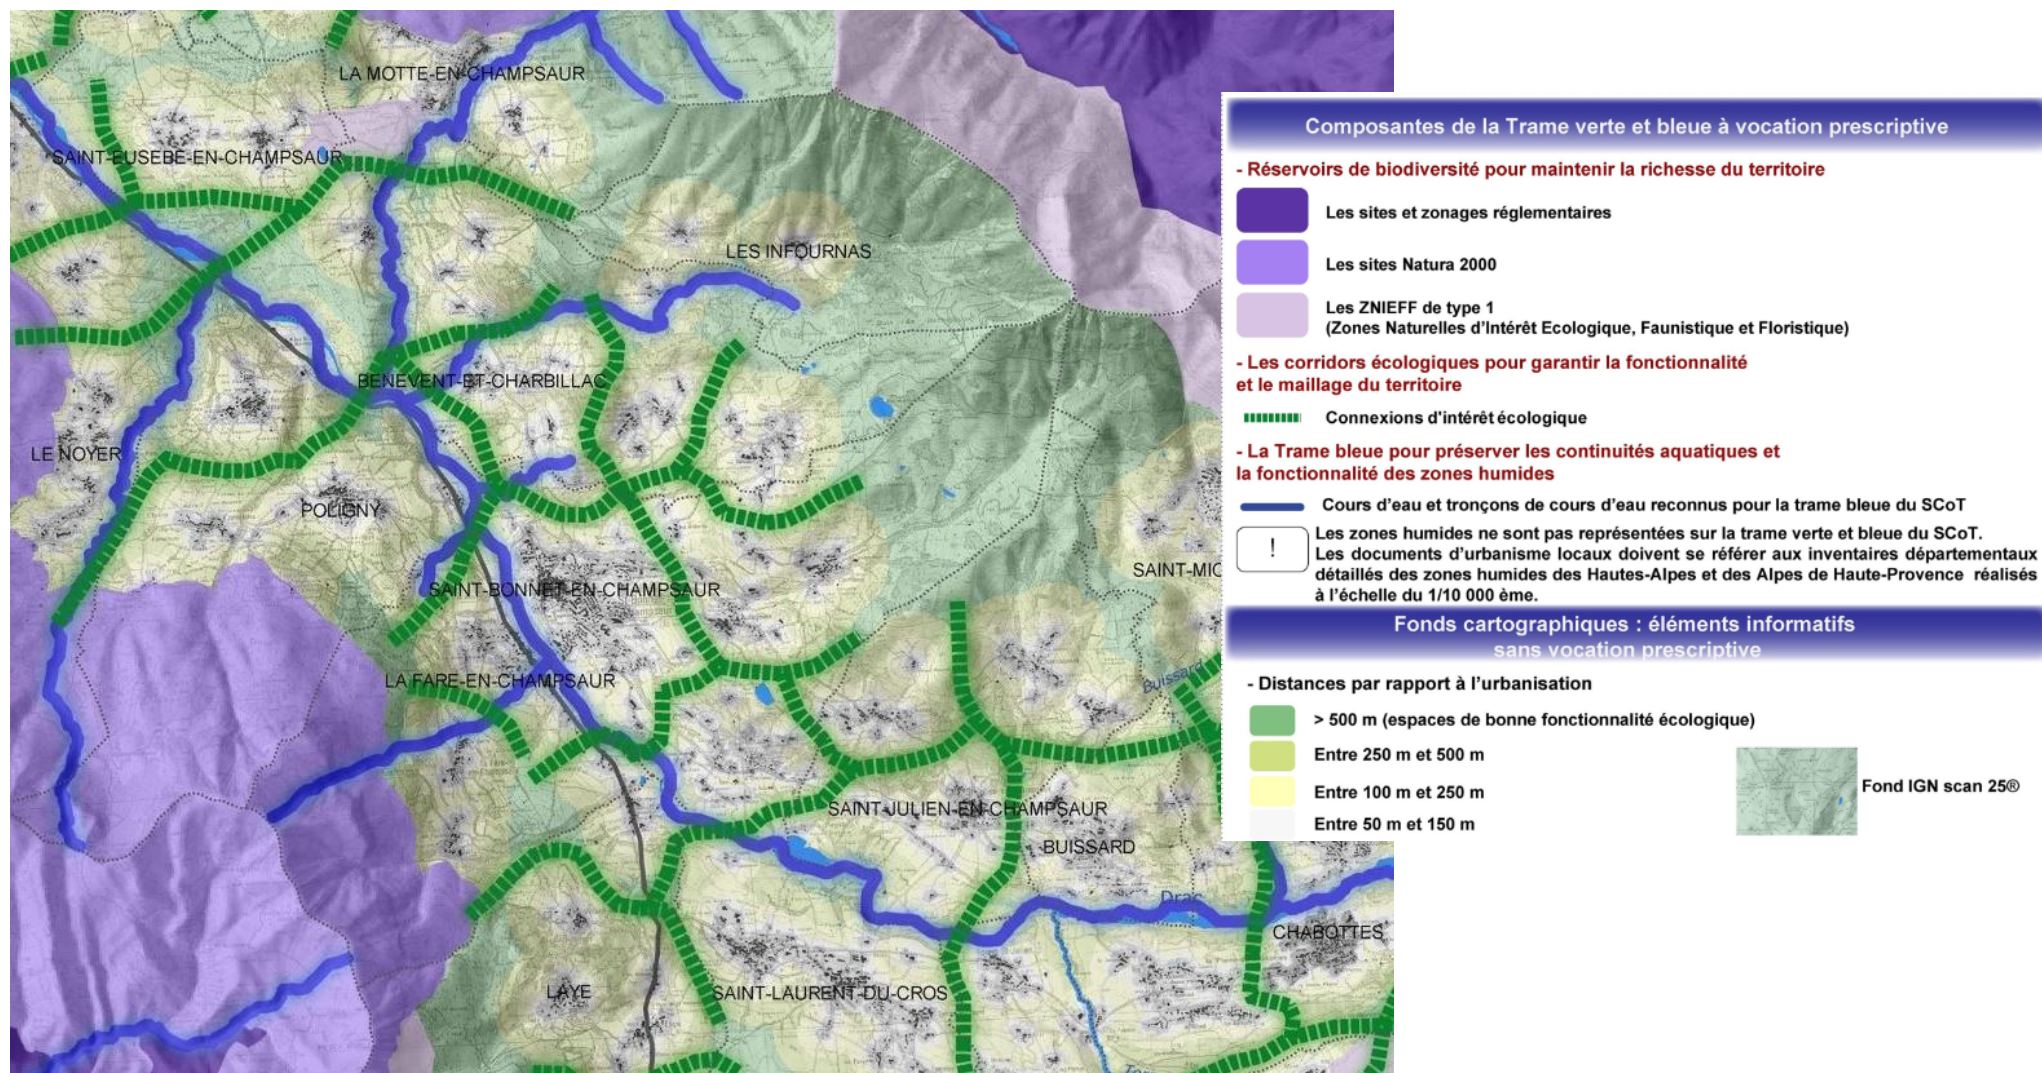 LA MOTTE-EN-CHAMPSAUR
SAINT-EUSEBE-EN-CHAMPSAUR
LES INFOURNAS
BENEVENT-ET-CHARBILLAC
LE NOYER
POLIGNY
SAINT-BONNET-EN-CHAMPSAUR
SAINT-MIC
LA FARE-EN-CHAMPSAUR
Buissard
SAINT-JULIEN-EN-CHAMPSAUR
BUISSARD
Drac
CHABOTTES
LAYE
SAINT-LAURENT-DU-CROS
Composantes de la Trame verte et bleue à vocation prescriptive
- Réservoirs de biodiversité pour maintenir la richesse du territoire
Les sites et zonages réglementaires
Les sites Natura 2000
Les ZNIEFF de type 1
(Zones Naturelles d'Intérêt Ecologique, Faunistique et Floristique)
- Les corridors écologiques pour garantir la fonctionnalité
et le maillage du territoire
Connexions d'intérêt écologique
- La Trame bleue pour préserver les continuités aquatiques et
la fonctionnalité des zones humides
Cours d'eau et tronçons de cours d'eau reconnus pour la trame bleue du SCoT
!
Les zones humides ne sont pas représentées sur la trame verte et bleue du SCoT.
Les documents d'urbanisme locaux doivent se référer aux inventaires départementaux
détaillés des zones humides des Hautes-Alpes et des Alpes de Haute-Provence réalisés
à l'échelle du 1/10 000 ème.
Fonds cartographiques : éléments informatifs
sans vocation prescriptive
- Distances par rapport à l'urbanisation
> 500 m (espaces de bonne fonctionnalité écologique)
Entre 250 m et 500 m
Entre 100 m et 250 m
Entre 50 m et 150 m
Fond IGN scan 25®